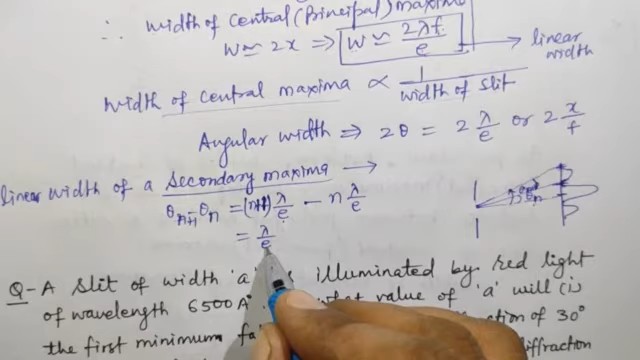 ∴ Width of Central (Principal) maxima
W ≃ 2x ⇒ W ≃ 2λf/e → linear width
Width of Central maxima ∝ 1/width of Slit
Angular width ⇒ 2θ = 2 λ/e or 2 x/f
linear width of a Secondary maxima →
θn+1 - θn = (n+1) λ/e - n λ/e
= λ/e
Q- A Slit of width 'a' is illuminated by red light
of wavelength 6500 A° what value of 'a' will (i)
the first minimum of 30°
diffraction